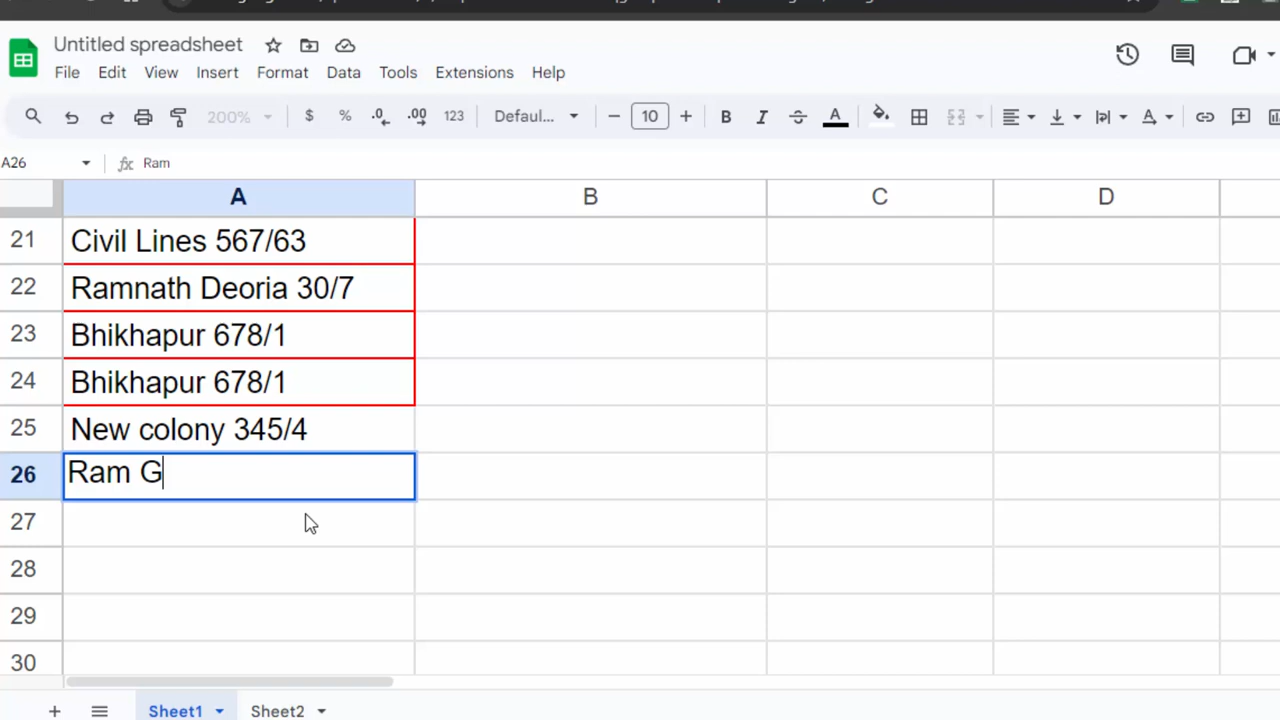 Untitled spreadsheet
File Edit View Insert Format Data Tools Extensions Help
200% $ % .0 .00 123 Defaul... − 10 + B I A
A26 fx Ram
A B C D
21 Civil Lines 567/63
22 Ramnath Deoria 30/7
23 Bhikhapur 678/1
24 Bhikhapur 678/1
25 New colony 345/4
26 Ram G
27
28
29
30
+ Sheet1 Sheet2